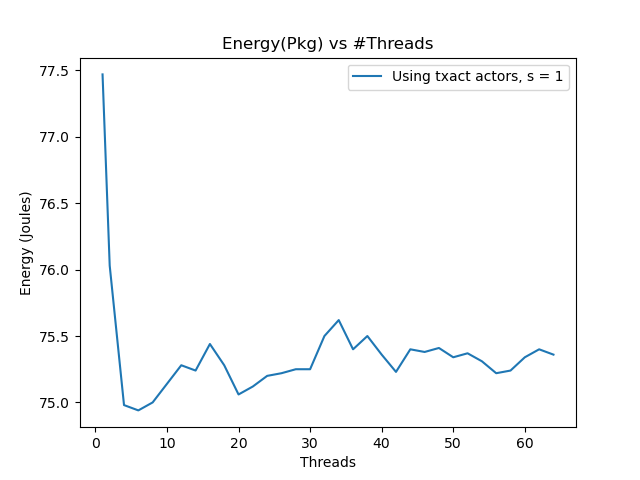 Energy(Pkg) vs #Threads
Using txact actors, s = 1
77.5
77.0
76.5
76.0
75.5
75.0
Energy (Joules)
0 10 20 30 40 50 60
Threads